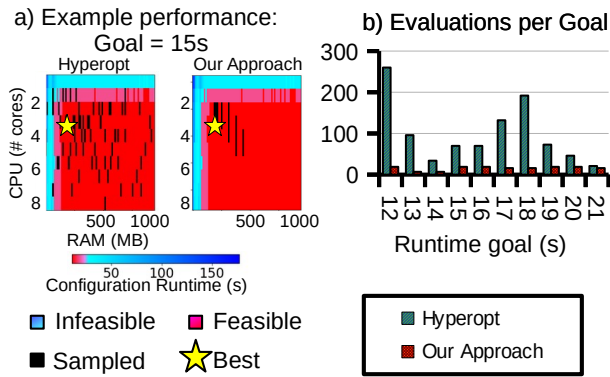 a) Example performance:
Goal = 15s
Hyperopt
Our Approach
CPU (# cores)
2
4
6
8
2
4
6
8
500
1000
500
1000
RAM (MB)
50
100
150
Configuration Runtime (s)
Infeasible
Feasible
Sampled
Best
b) Evaluations per Goal
300
200
100
0
12
13
14
15
16
17
18
19
20
21
Runtime goal (s)
Hyperopt
Our Approach